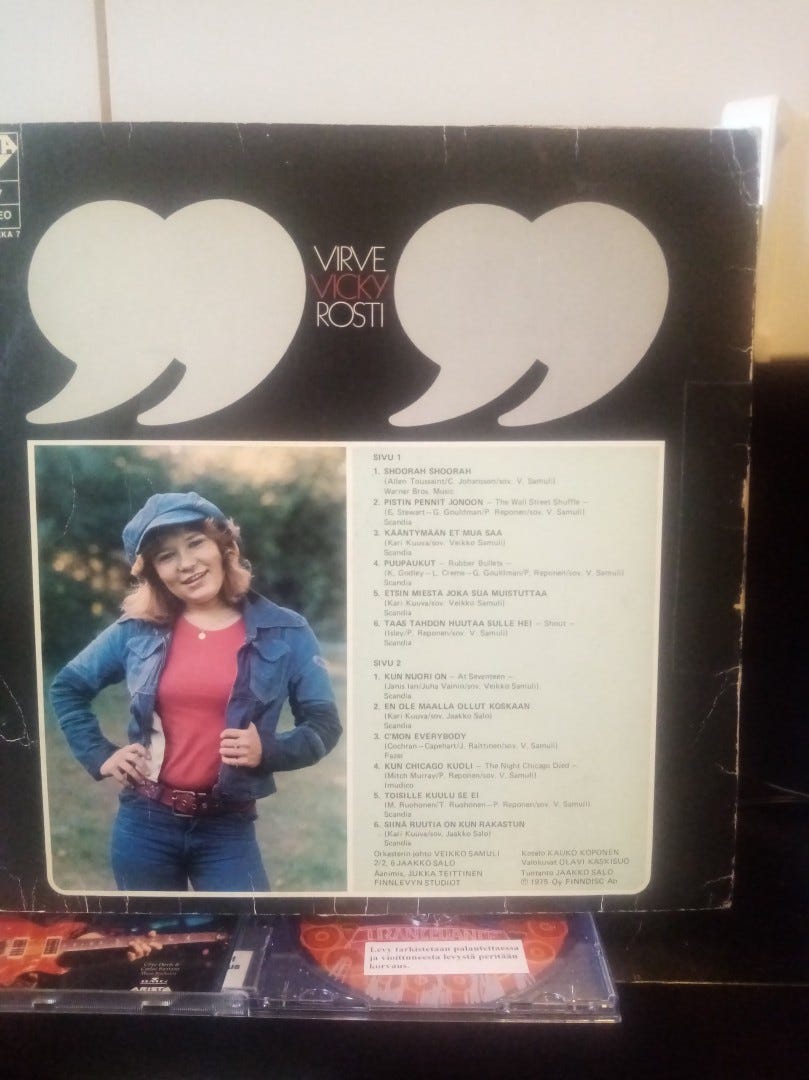 VIRVE
VICKY
ROSTI
SIVU 1
1. SHOORAH SHOORAH
(Allen Toussaint/C. Johansson/sov. V. Samuli)
Warner Bros. Music
2. PISTIN PENNIT JONOON – The Wall Street Shuffle –
(E. Stewart–G. Gouldman/P. Reponen/sov. V. Samuli)
Scandia
3. KÄÄNTYMÄÄN ET MUA SAA
(Kari Kuuva/sov. Veikko Samuli)
Scandia
4. PUUPAUKUT – Rubber Bullets –
(K. Godley–L. Creme–G. Gouldman/P. Reponen/sov. V. Samuli)
Scandia
5. ETSIN MIESTÄ JOKA SUA MUISTUTTAA
(Kari Kuuva/sov. Veikko Samuli)
Scandia
6. TAAS TAHDON HUUTAA SULLE HEI – Shout –
(Isley/P. Reponen/sov. V. Samuli)
Scandia
SIVU 2
1. KUN NUORI ON – At Seventeen –
(Janis Ian/Juha Vainio/sov. Veikko Samuli)
Scandia
2. EN OLE MAALLA OLLUT KOSKAAN
(Kari Kuuva/sov. Jaakko Salo)
Scandia
3. C'MON EVERYBODY
(Cochran–Capehart/J. Raittinen/sov. V. Samuli)
Fazer
4. KUN CHICAGO KUOLI – The Night Chicago Died –
(Mitch Murray/P. Reponen/sov. V. Samuli)
Imudico
5. TOISILLE KUULU SE EI
(M. Ruohonen/T. Ruohonen–P. Reponen/sov. V. Samuli)
Scandia
6. SIINÄ RUUTIA ON KUN RAKASTUN
(Kari Kuuva/sov. Jaakko Salo)
Scandia
Orkesterin johto VEIKKO SAMULI
2/2, 6 JAAKKO SALO
Äänimis. JUKKA TEITTINEN
FINNLEVYN STUDIOT
Kotelo KAUKO KOPONEN
Valokuvat OLAVI KASKISUO
Tuotanto JAAKKO SALO
℗ 1975 Oy FINNDISC Ab
Levy tarkistetaan palautettaessa
ja vioittuneesta levystä peritään
korvaus.
ARISTA